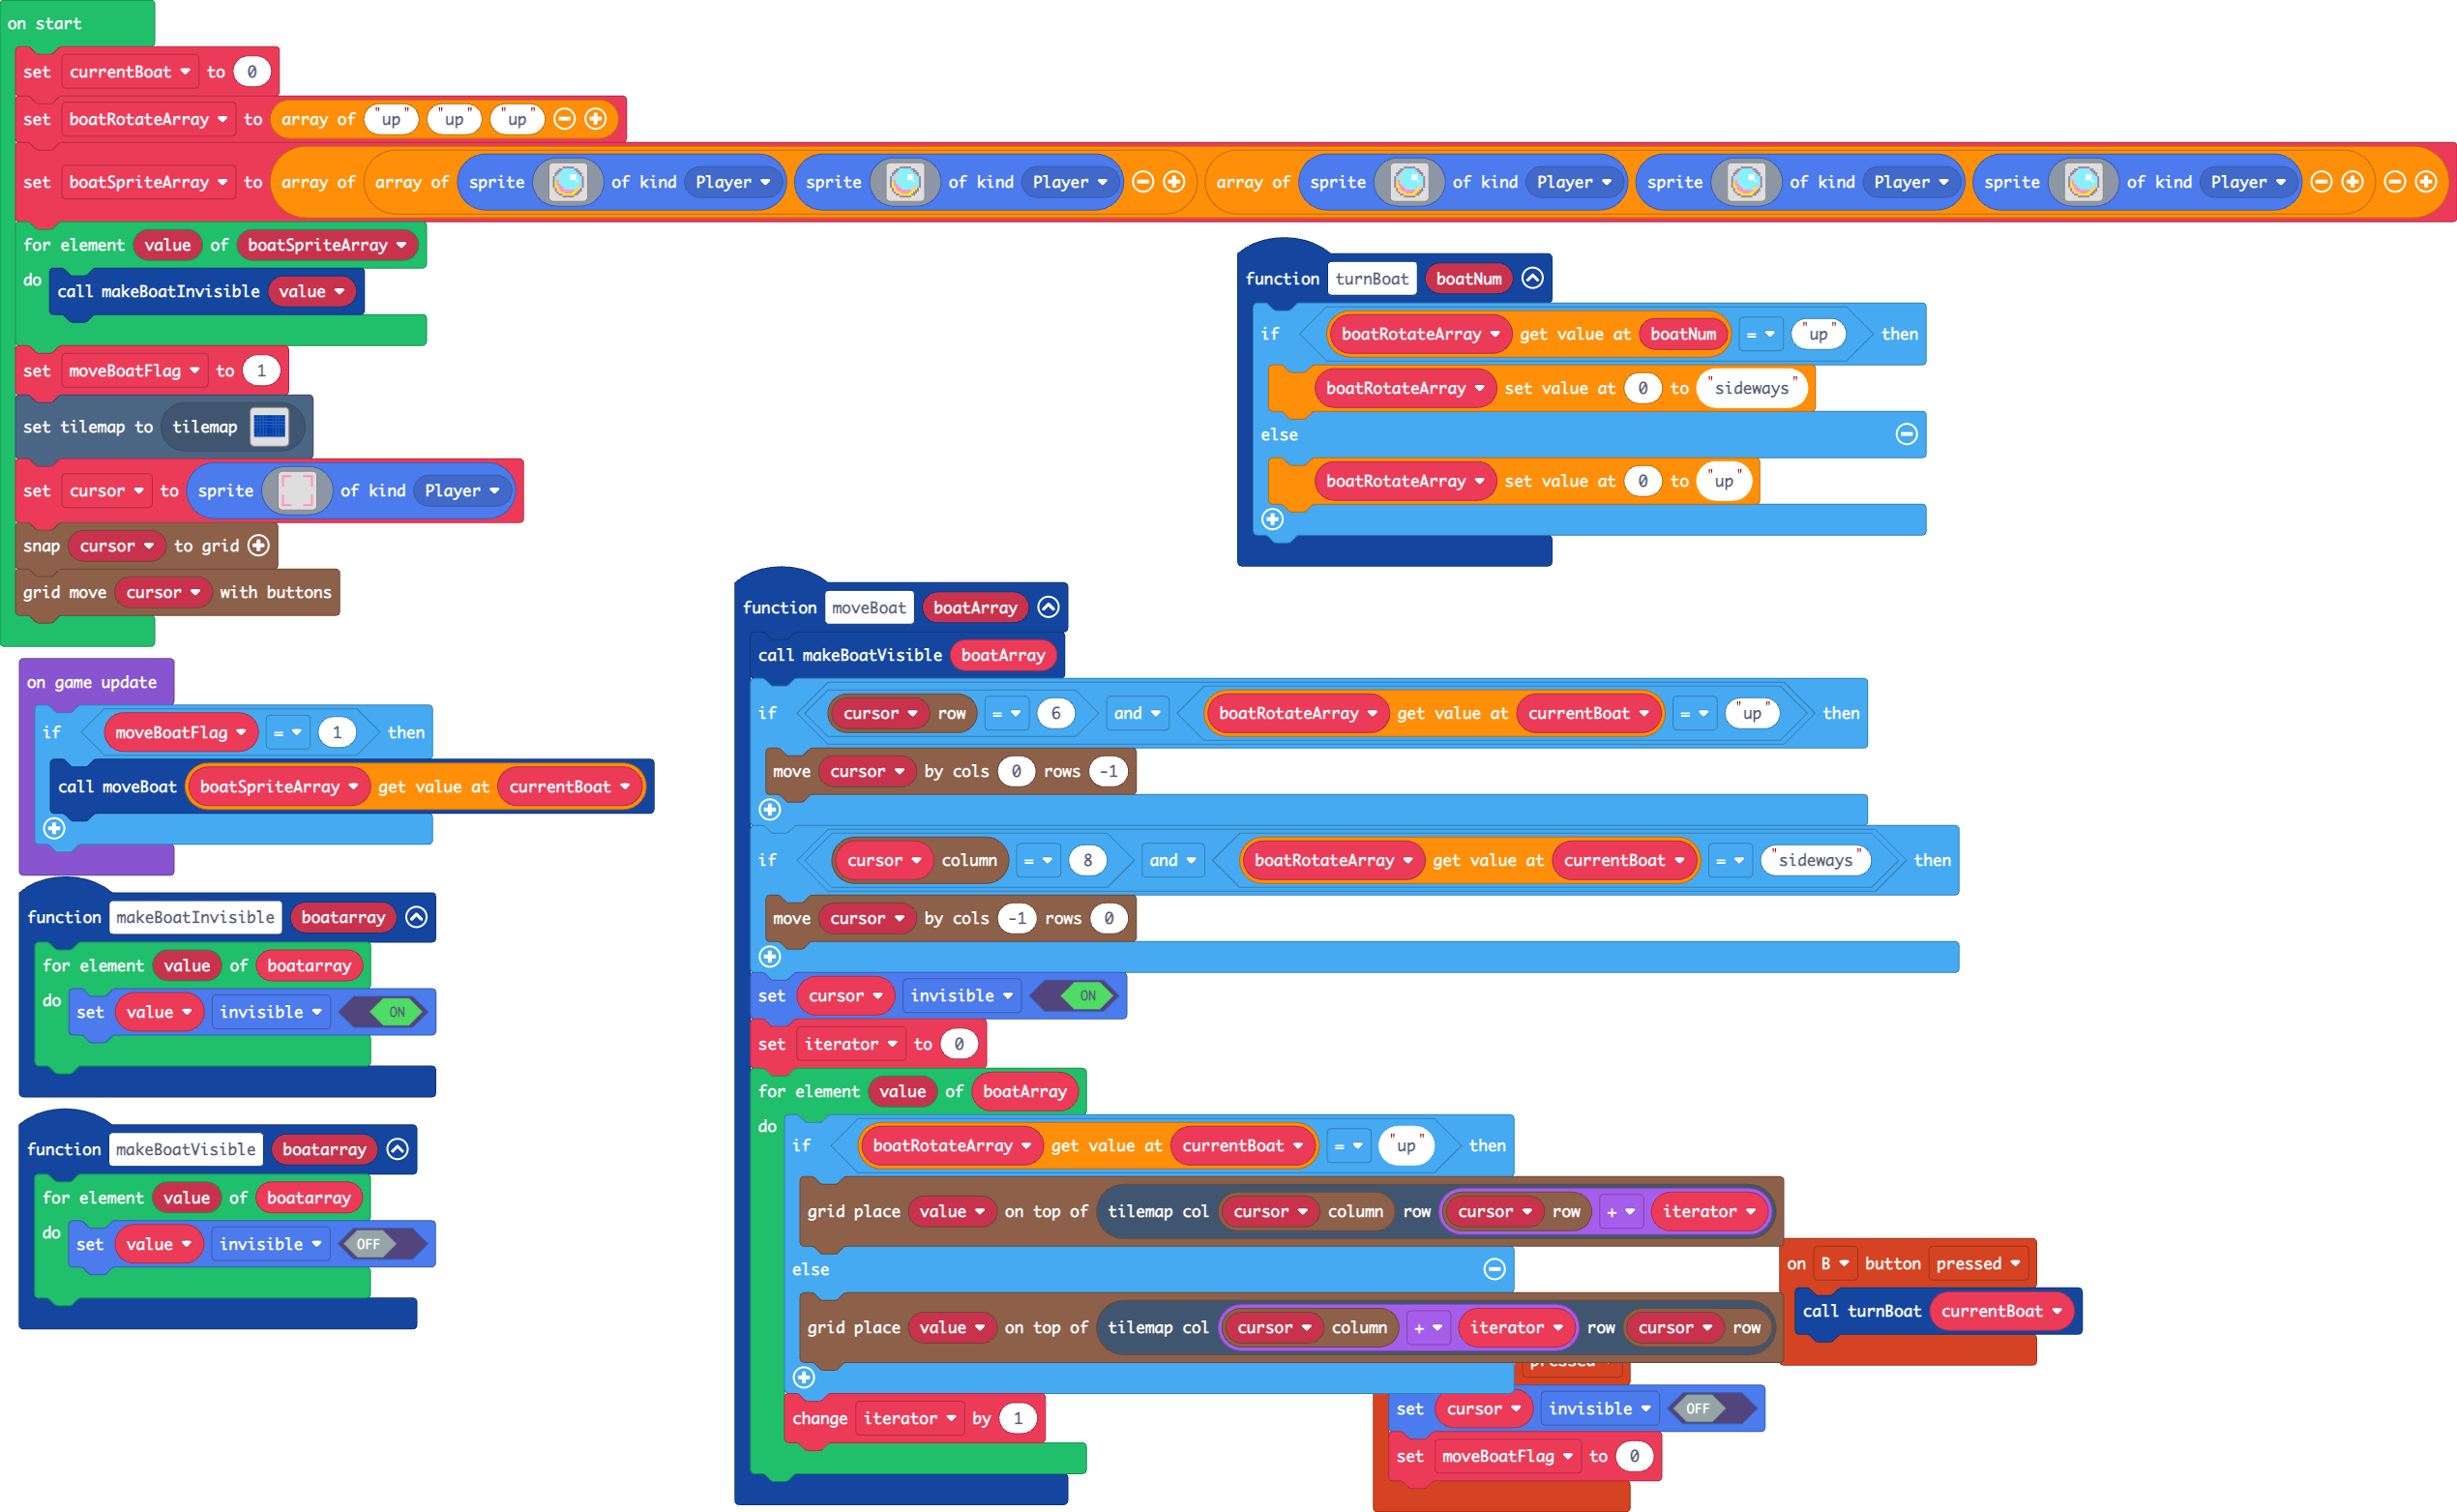 on start
set currentBoat to 0
set boatRotateArray to array of "up" "up" "up"
set boatSpriteArray to array of array of sprite of kind Player sprite of kind Player array of sprite of kind Player sprite of kind Player sprite of kind Player
for element value of boatSpriteArray
do call makeBoatInvisible value
set moveBoatFlag to 1
set tilemap to tilemap
set cursor to sprite of kind Player
snap cursor to grid
grid move cursor with buttons
function turnBoat boatNum
if boatRotateArray get value at boatNum = "up" then
boatRotateArray set value at 0 to "sideways"
else
boatRotateArray set value at 0 to "up"
on game update
if moveBoatFlag = 1 then
call moveBoat boatSpriteArray get value at currentBoat
function makeBoatInvisible boatarray
for element value of boatarray
do set value invisible ON
function makeBoatVisible boatarray
for element value of boatarray
do set value invisible OFF
function moveBoat boatArray
call makeBoatVisible boatArray
if cursor row = 6 and boatRotateArray get value at currentBoat = "up" then
move cursor by cols 0 rows -1
if cursor column = 8 and boatRotateArray get value at currentBoat = "sideways" then
move cursor by cols -1 rows 0
set cursor invisible ON
set iterator to 0
for element value of boatArray
do if boatRotateArray get value at currentBoat = "up" then
grid place value on top of tilemap col cursor column row cursor row + iterator
else
grid place value on top of tilemap col cursor column + iterator row cursor row
change iterator by 1
on B button pressed
call turnBoat currentBoat
pressed
set cursor invisible OFF
set moveBoatFlag to 0